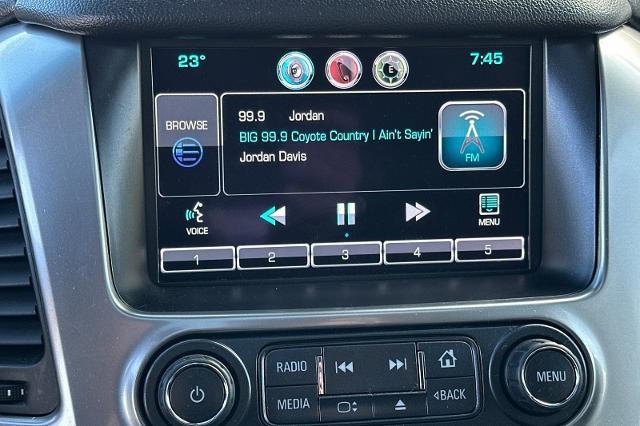 23°
7:45
E
BROWSE
99.9 Jordan
BIG 99.9 Coyote Country | Ain't Sayin'
Jordan Davis
FM
VOICE
MENU
1 2 3 4 5
RADIO
MEDIA
BACK
MENU